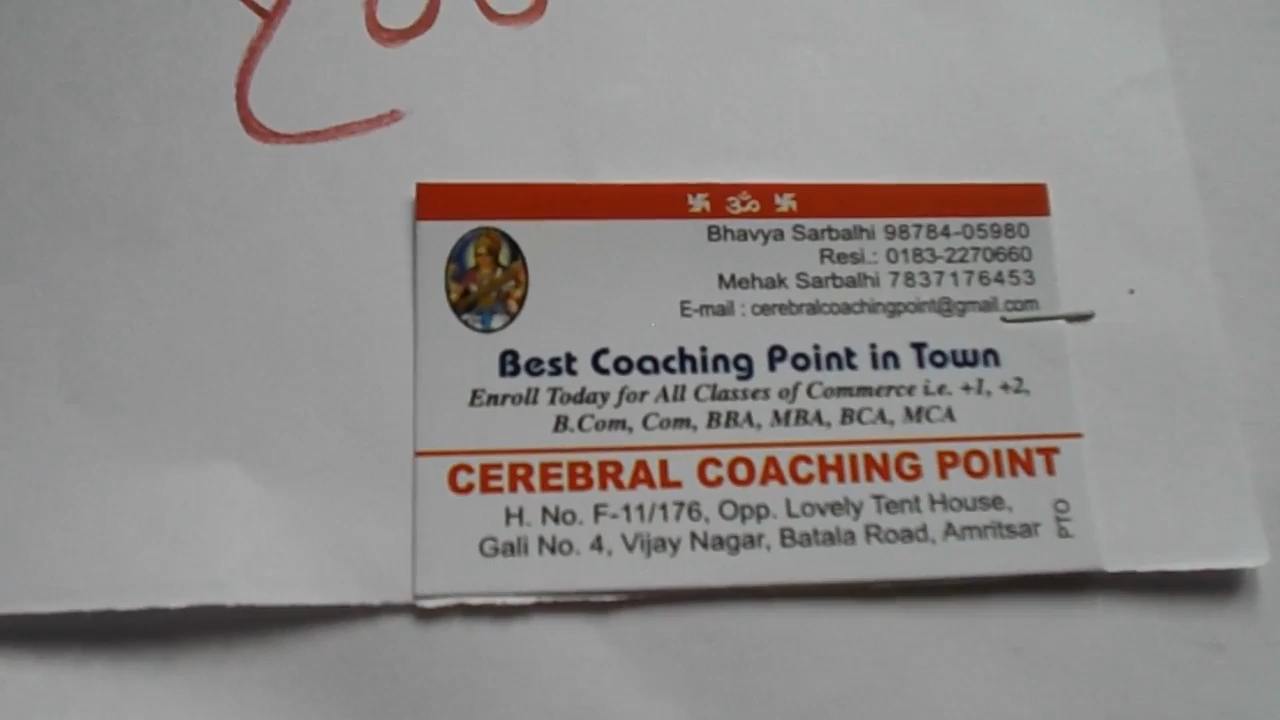 卐 ॐ 卐
Bhavya Sarbalhi 98784-05980
Resi.: 0183-2270660
Mehak Sarbalhi 7837176453
E-mail : cerebralcoachingpoint@gmail.com
Best Coaching Point in Town
Enroll Today for All Classes of Commerce i.e. +1, +2,
B.Com, Com, BBA, MBA, BCA, MCA
CEREBRAL COACHING POINT
H. No. F-11/176, Opp. Lovely Tent House,
Gali No. 4, Vijay Nagar, Batala Road, Amritsar
PTO